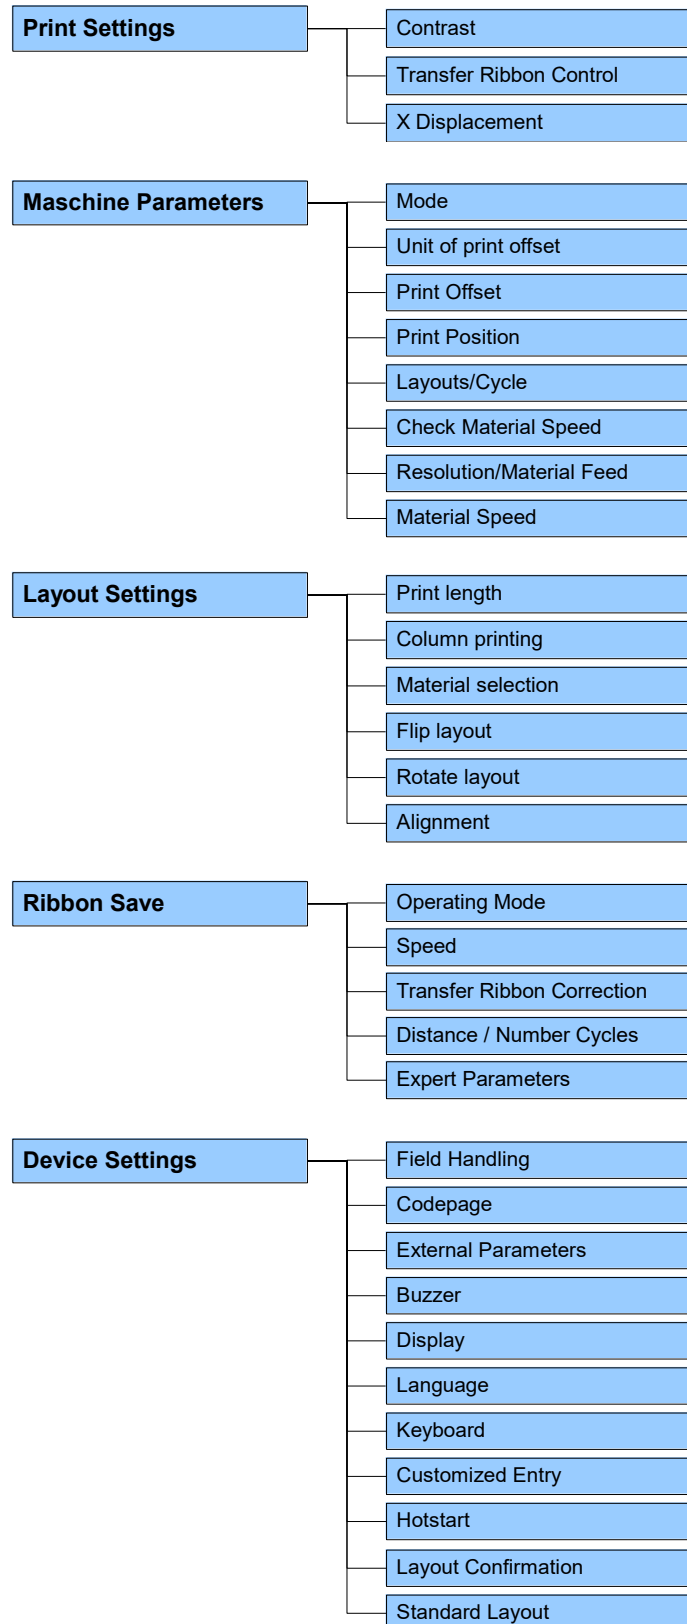 Print Settings
Contrast
Transfer Ribbon Control
X Displacement
Maschine Parameters
Mode
Unit of print offset
Print Offset
Print Position
Layouts/Cycle
Check Material Speed
Resolution/Material Feed
Material Speed
Layout Settings
Print length
Column printing
Material selection
Flip layout
Rotate layout
Alignment
Ribbon Save
Operating Mode
Speed
Transfer Ribbon Correction
Distance / Number Cycles
Expert Parameters
Device Settings
Field Handling
Codepage
External Parameters
Buzzer
Display
Language
Keyboard
Customized Entry
Hotstart
Layout Confirmation
Standard Layout